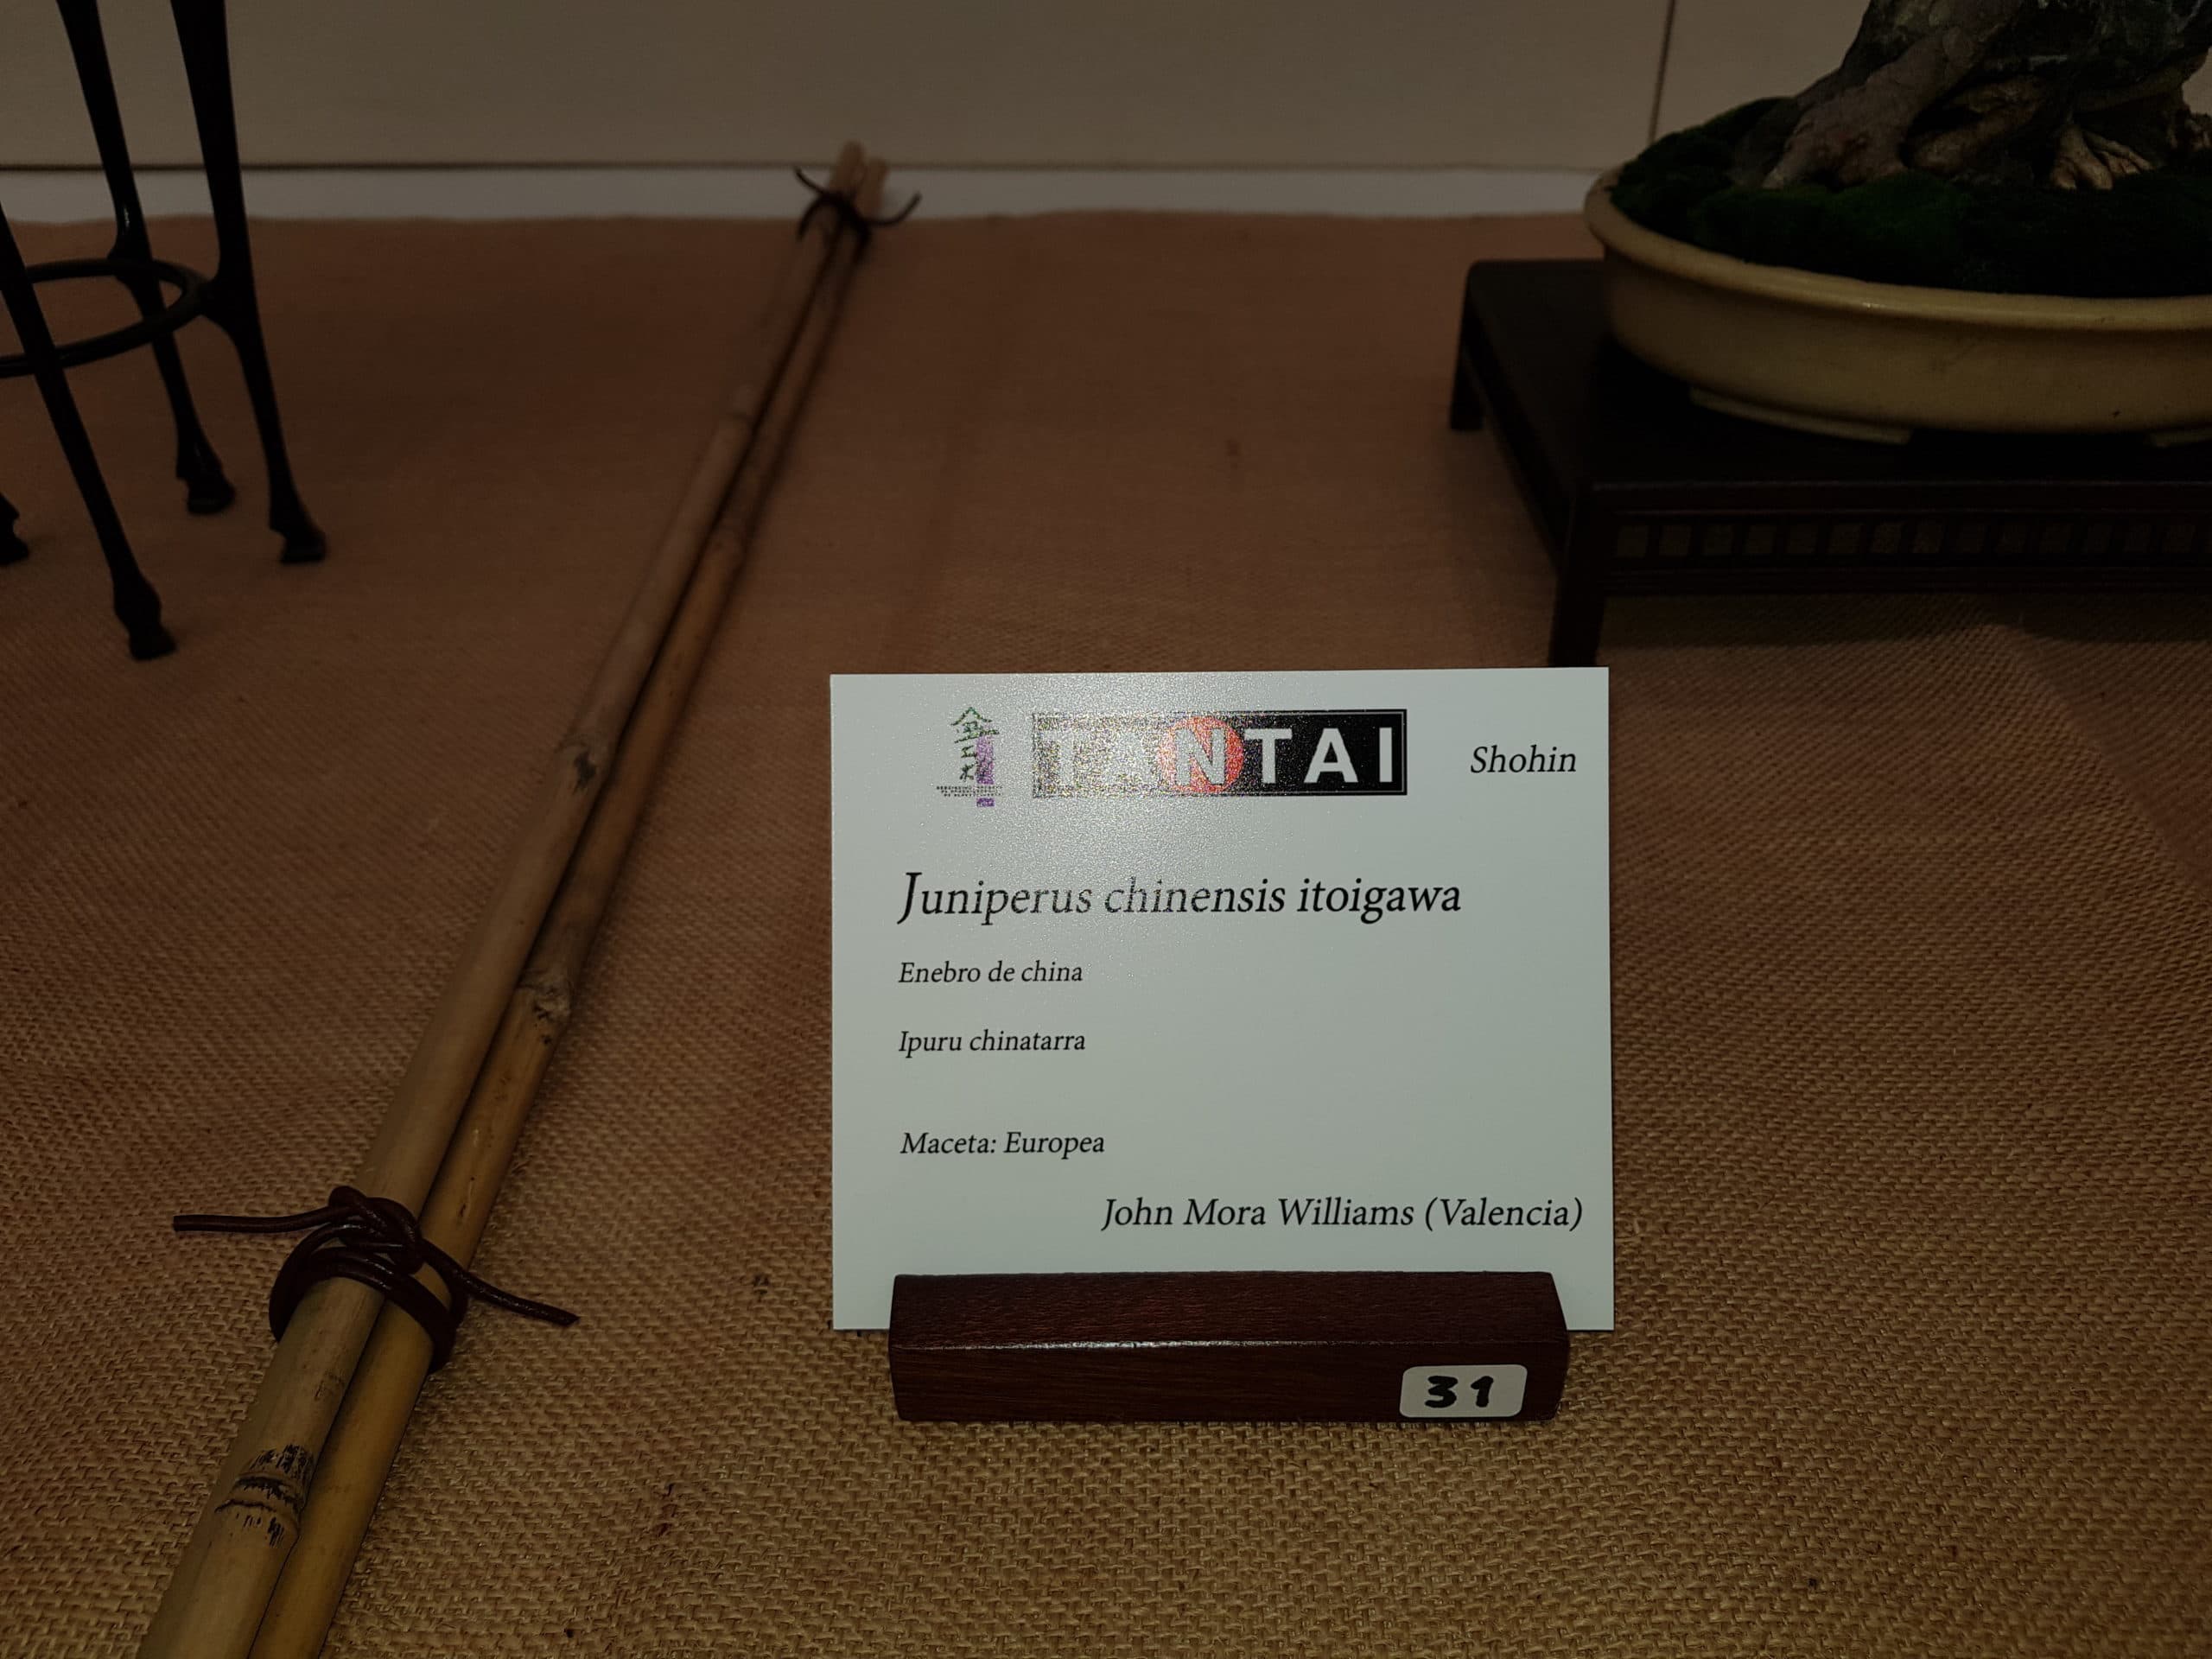 TANTAI
Shohin
Juniperus chinensis itoigawa
Enebro de china
Ipuru chinatarra
Maceta: Europea
John Mora Williams (Valencia)
31